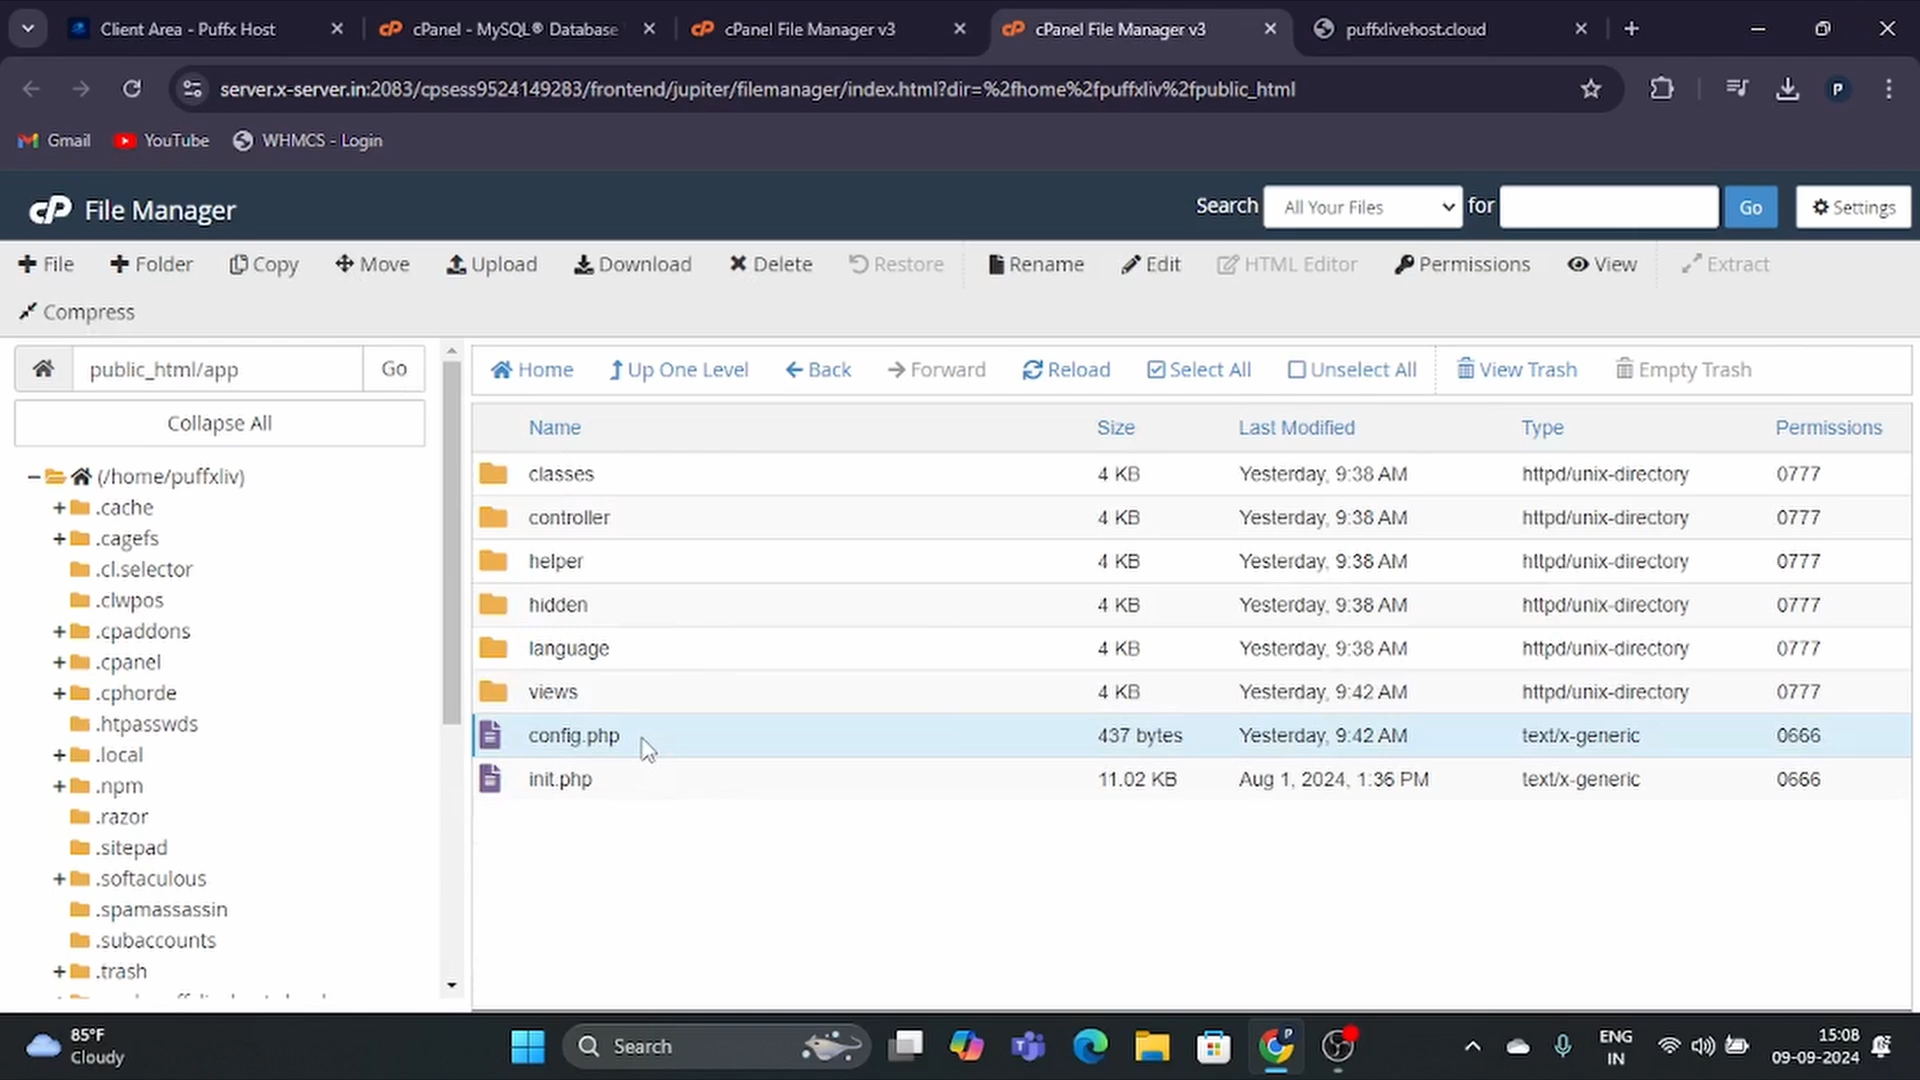 Client Area - Puffx Host
cPanel - MySQL® Database
cPanel File Manager v3
cPanel File Manager v3
puffxlivehost.cloud
server.x-server.in:2083/cpsess9524149283/frontend/jupiter/filemanager/index.html?dir=%2fhome%2fpuffxliv%2fpublic_html
P
Gmail YouTube WHMCS - Login
cP File Manager
Search All Your Files for Go Settings
File Folder Copy Move Upload Download Delete Restore Rename Edit HTML Editor Permissions View Extract
Compress
public_html/app Go
Collapse All
(/home/puffxliv)
.cache
.cagefs
.cl.selector
.clwpos
.cpaddons
.cpanel
.cphorde
.htpasswds
.local
.npm
.razor
.sitepad
.softaculous
.spamassassin
.subaccounts
.trash
Home Up One Level Back Forward Reload Select All Unselect All View Trash Empty Trash
Name Size Last Modified Type Permissions
classes 4 KB Yesterday, 9:38 AM httpd/unix-directory 0777
controller 4 KB Yesterday, 9:38 AM httpd/unix-directory 0777
helper 4 KB Yesterday, 9:38 AM httpd/unix-directory 0777
hidden 4 KB Yesterday, 9:38 AM httpd/unix-directory 0777
language 4 KB Yesterday, 9:38 AM httpd/unix-directory 0777
views 4 KB Yesterday, 9:42 AM httpd/unix-directory 0777
config.php 437 bytes Yesterday, 9:42 AM text/x-generic 0666
init.php 11.02 KB Aug 1, 2024, 1:36 PM text/x-generic 0666
85°F
Cloudy
Search
ENG
IN
15:08
09-09-2024